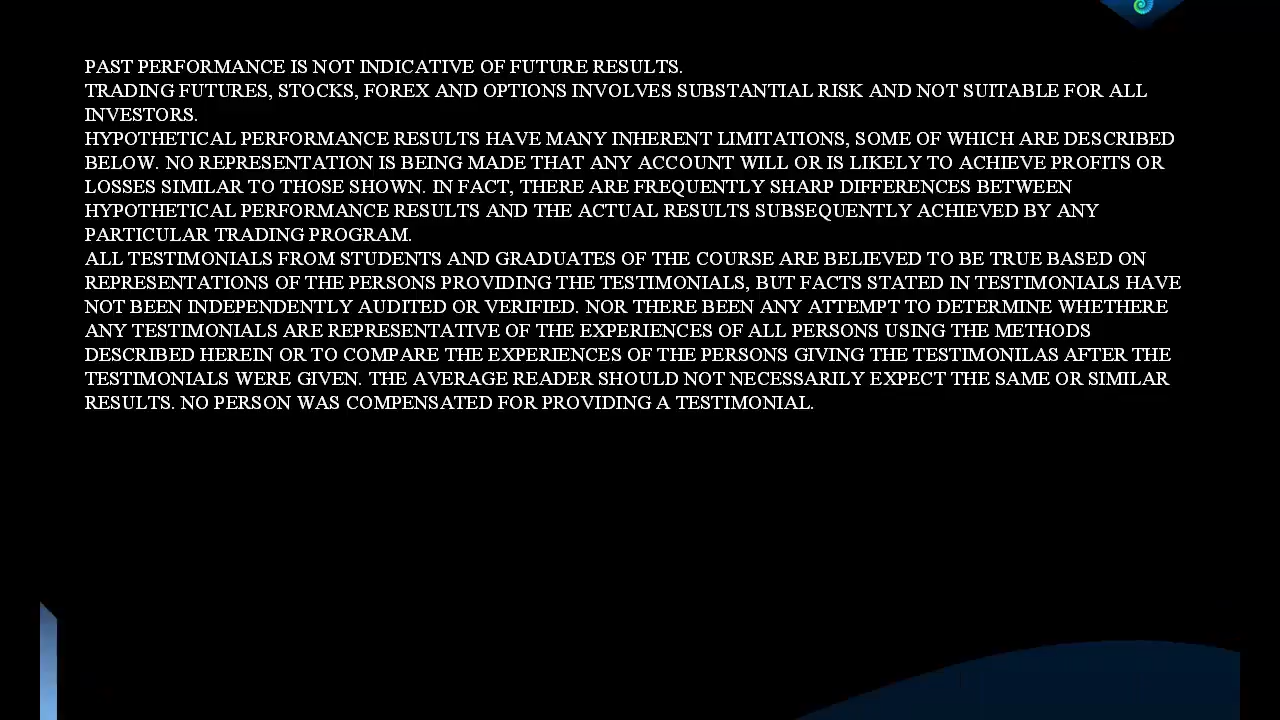 PAST PERFORMANCE IS NOT INDICATIVE OF FUTURE RESULTS.
TRADING FUTURES, STOCKS, FOREX AND OPTIONS INVOLVES SUBSTANTIAL RISK AND NOT SUITABLE FOR ALL
INVESTORS.
HYPOTHETICAL PERFORMANCE RESULTS HAVE MANY INHERENT LIMITATIONS, SOME OF WHICH ARE DESCRIBED
BELOW. NO REPRESENTATION IS BEING MADE THAT ANY ACCOUNT WILL OR IS LIKELY TO ACHIEVE PROFITS OR
LOSSES SIMILAR TO THOSE SHOWN. IN FACT, THERE ARE FREQUENTLY SHARP DIFFERENCES BETWEEN
HYPOTHETICAL PERFORMANCE RESULTS AND THE ACTUAL RESULTS SUBSEQUENTLY ACHIEVED BY ANY
PARTICULAR TRADING PROGRAM.
ALL TESTIMONIALS FROM STUDENTS AND GRADUATES OF THE COURSE ARE BELIEVED TO BE TRUE BASED ON
REPRESENTATIONS OF THE PERSONS PROVIDING THE TESTIMONIALS, BUT FACTS STATED IN TESTIMONIALS HAVE
NOT BEEN INDEPENDENTLY AUDITED OR VERIFIED. NOR THERE BEEN ANY ATTEMPT TO DETERMINE WHETHERE
ANY TESTIMONIALS ARE REPRESENTATIVE OF THE EXPERIENCES OF ALL PERSONS USING THE METHODS
DESCRIBED HEREIN OR TO COMPARE THE EXPERIENCES OF THE PERSONS GIVING THE TESTIMONILAS AFTER THE
TESTIMONIALS WERE GIVEN. THE AVERAGE READER SHOULD NOT NECESSARILY EXPECT THE SAME OR SIMILAR
RESULTS. NO PERSON WAS COMPENSATED FOR PROVIDING A TESTIMONIAL.